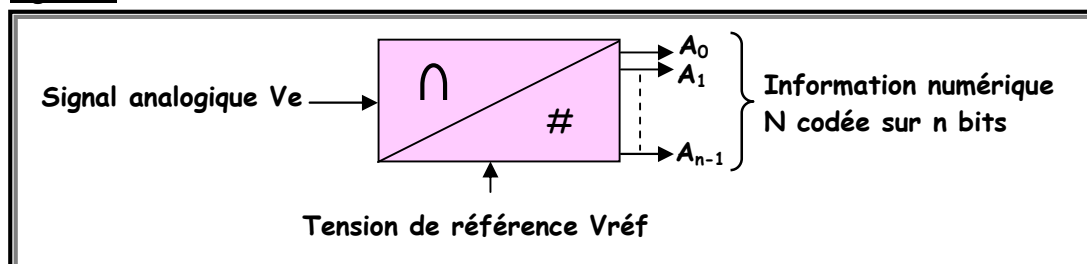 Signal analogique Ve
∩
#
A₀
A₁
Aₙ₋₁
Information numérique
N codée sur n bits
Tension de référence Vréf